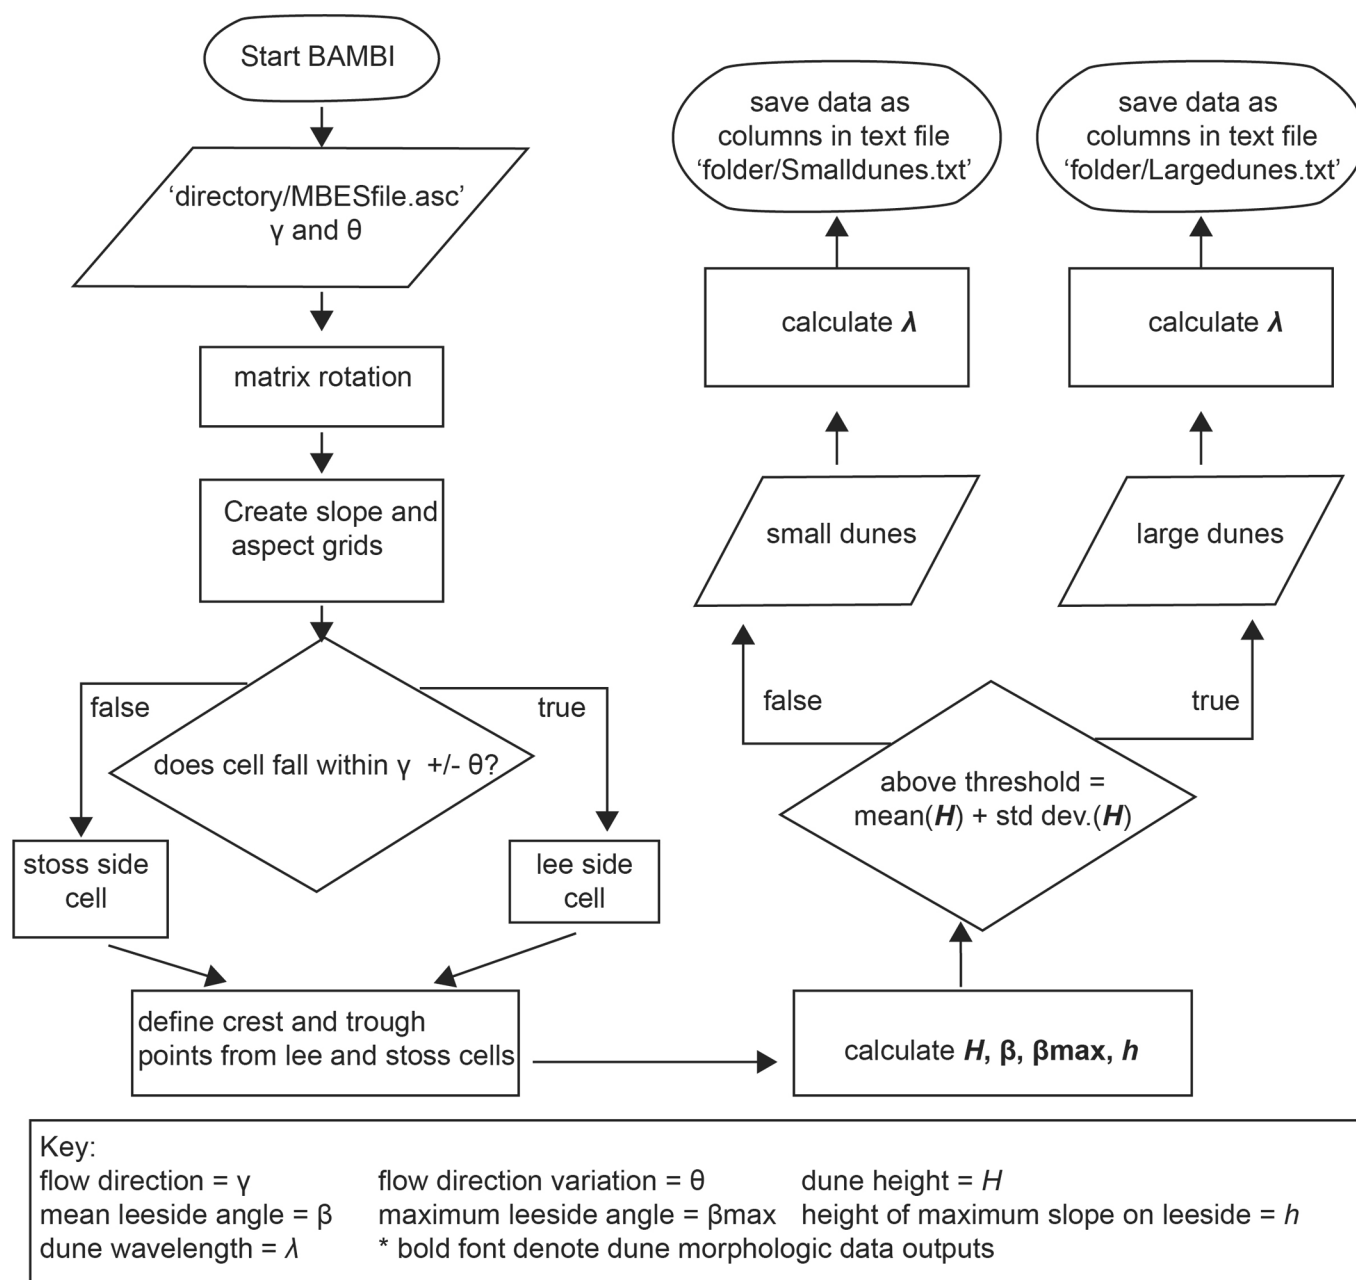 Start BAMBI
‘directory/MBESfile.asc’
γ and θ
matrix rotation
Create slope and
aspect grids
false
true
does cell fall within γ +/- θ?
stoss side
cell
lee side
cell
define crest and trough
points from lee and stoss cells
calculate H, β, βmax, h
above threshold =
mean(H) + std dev.(H)
false
true
small dunes
large dunes
calculate λ
calculate λ
save data as
columns in text file
‘folder/Smalldunes.txt’
save data as
columns in text file
‘folder/Largedunes.txt’
Key:
flow direction = γ
flow direction variation = θ
dune height = H
mean leeside angle = β
maximum leeside angle = βmax
height of maximum slope on leeside = h
dune wavelength = λ
* bold font denote dune morphologic data outputs